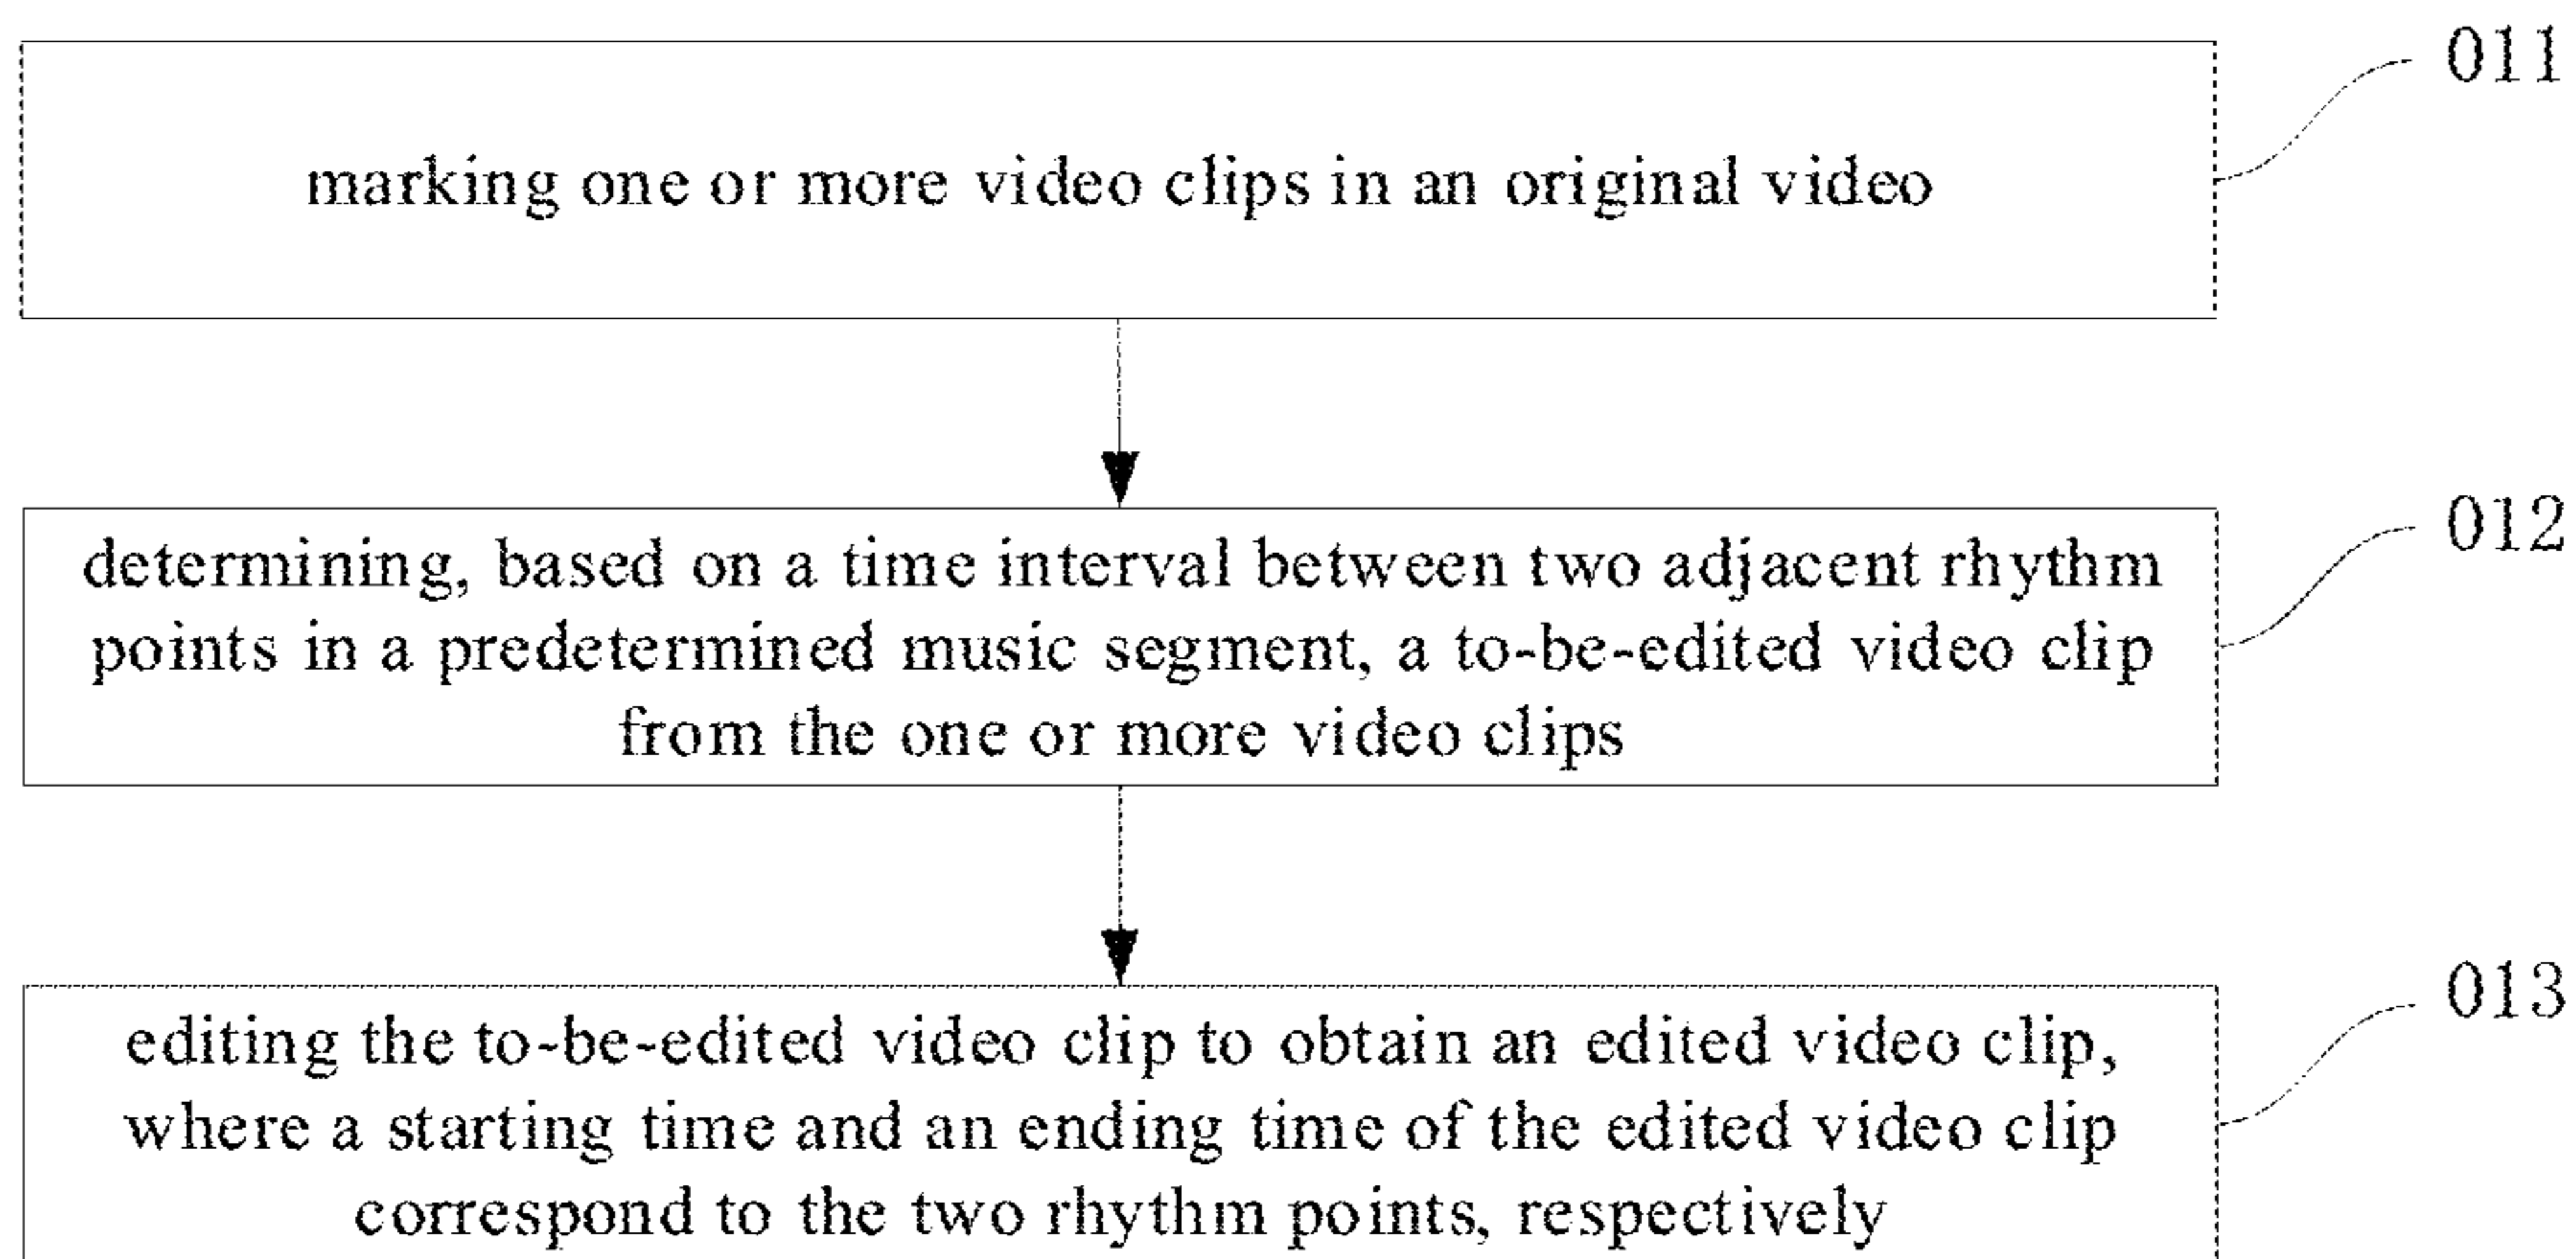 011
marking one or more video clips in an original video
012
determining, based on a time interval between two adjacent rhythm
points in a predetermined music segment, a to-be-edited video clip
from the one or more video clips
013
editing the to-be-edited video clip to obtain an edited video clip,
where a starting time and an ending time of the edited video clip
correspond to the two rhythm points, respectively